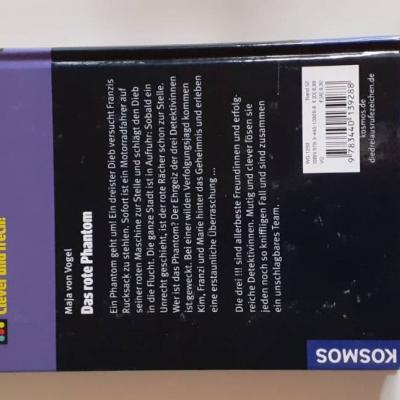 Clever und frech!
Maja von Vogel
Das rote Phantom
Ein Phantom geht um! Ein dreister Dieb versucht Franzis
Rucksack zu stehlen. Sofort ist ein Motorradfahrer auf
seiner roten Maschine zur Stelle und schlägt den Dieb
in die Flucht. Die ganze Stadt ist in Aufruhr: Sobald ein
Unrecht geschieht, ist der rote Rächer schon zur Stelle.
Wer ist das Phantom? Der Ehrgeiz der drei Detektivinnen
ist geweckt. Bei einer wilden Verfolgungsjagd kommen
Kim, Franzi und Marie hinter das Geheimnis und erleben
eine erstaunliche Überraschung ...
Die drei !!! sind allerbeste Freundinnen und erfolg-
reiche Detektivinnen. Mutig und clever lösen sie
jeden noch so kniffligen Fall und sind zusammen
ein unschlagbares Team.
9 783440 139288
kosmos.de
diedreiausrufezeichen.de
KOSMOS